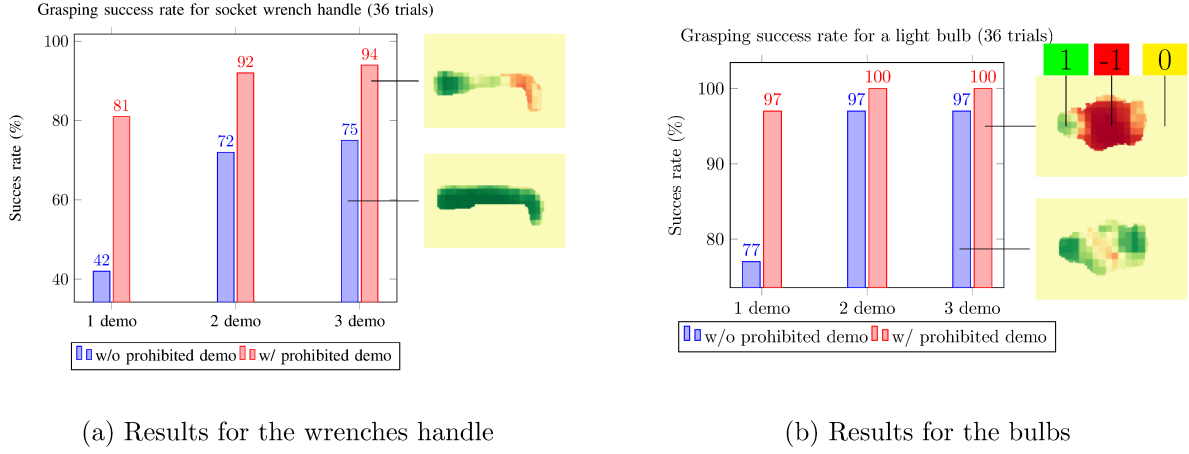 Grasping success rate for socket wrench handle (36 trials)
100
80
60
40
Succes rate (%)
42
81
72
92
75
94
1 demo
2 demo
3 demo
w/o prohibited demo
w/ prohibited demo
(a) Results for the wrenches handle
Grasping success rate for a light bulb (36 trials)
1
-1
0
100
90
80
Succes rate (%)
77
97
97
100
97
100
1 demo
2 demo
3 demo
w/o prohibited demo
w/ prohibited demo
(b) Results for the bulbs